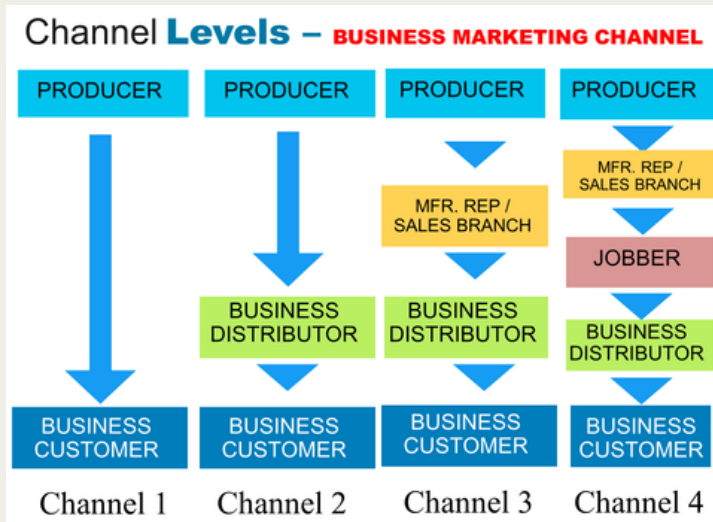 Channel Levels – BUSINESS MARKETING CHANNEL
PRODUCER
PRODUCER
PRODUCER
PRODUCER
MFR. REP /
SALES BRANCH
MFR. REP /
SALES BRANCH
JOBBER
BUSINESS
DISTRIBUTOR
BUSINESS
DISTRIBUTOR
BUSINESS
DISTRIBUTOR
BUSINESS
CUSTOMER
BUSINESS
CUSTOMER
BUSINESS
CUSTOMER
BUSINESS
CUSTOMER
Channel 1
Channel 2
Channel 3
Channel 4